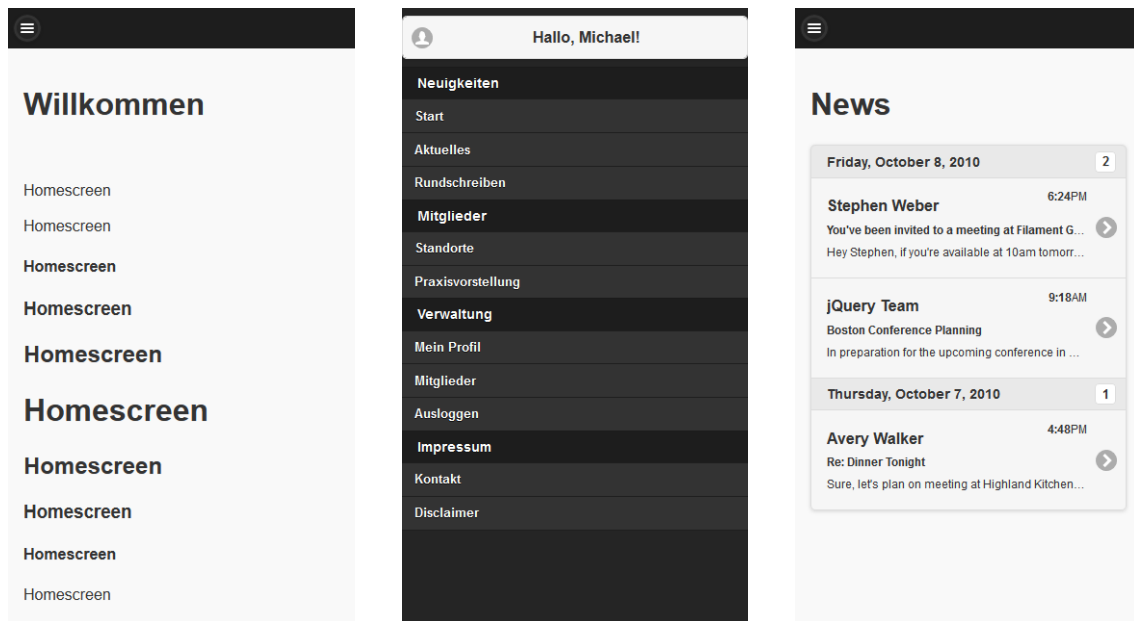 Willkommen
Homescreen
Homescreen
Homescreen
Homescreen
Homescreen
Homescreen
Homescreen
Homescreen
Homescreen
Homescreen
Hallo, Michael!
Neuigkeiten
Start
Aktuelles
Rundschreiben
Mitglieder
Standorte
Praxisvorstellung
Verwaltung
Mein Profil
Mitglieder
Ausloggen
Impressum
Kontakt
Disclaimer
News
Friday, October 8, 2010 2
6:24PM
Stephen Weber
You've been invited to a meeting at Filament G...
Hey Stephen, if you're available at 10am tomorr...
9:18AM
jQuery Team
Boston Conference Planning
In preparation for the upcoming conference in ...
Thursday, October 7, 2010 1
4:48PM
Avery Walker
Re: Dinner Tonight
Sure, let's plan on meeting at Highland Kitchen...